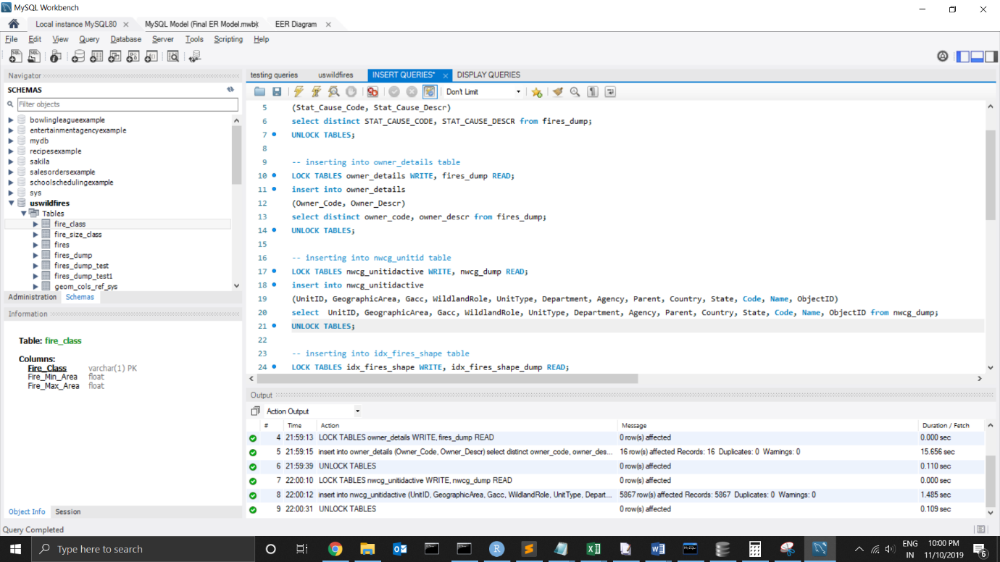 MySQL Workbench
Local instance MySQL80 ×
MySQL Model (Final ER Model.mwb)
EER Diagram ×
File Edit View Query Database Server Tools Scripting Help
Navigator
SCHEMAS
Filter objects
bowlingleagueexample
entertainmentagencyexample
mydb
recipesexample
sakila
salesordersexample
schoolschedulingexample
sys
uswildfires
Tables
fire_class
fire_size_class
fires
fires_dump
fires_dump_test
fires_dump_test1
geom_cols_ref_sys
Administration Schemas
Information
Table: fire_class
Columns:
Fire_Class varchar(1) PK
Fire_Min_Area float
Fire_Max_Area float
Object Info Session
Query Completed
testing queries uswildfires INSERT QUERIES* × DISPLAY QUERIES
Don't Limit
5 (Stat_Cause_Code, Stat_Cause_Descr)
6 select distinct STAT_CAUSE_CODE, STAT_CAUSE_DESCR from fires_dump;
7 UNLOCK TABLES;
8
9 -- inserting into owner_details table
10 LOCK TABLES owner_details WRITE, fires_dump READ;
11 insert into owner_details
12 (Owner_Code, Owner_Descr)
13 select distinct owner_code, owner_descr from fires_dump;
14 UNLOCK TABLES;
15
16 -- inserting into nwcg_unitid table
17 LOCK TABLES nwcg_unitidactive WRITE, nwcg_dump READ;
18 insert into nwcg_unitidactive
19 (UnitID, GeographicArea, Gacc, WildlandRole, UnitType, Department, Agency, Parent, Country, State, Code, Name, ObjectID)
20 select UnitID, GeographicArea, Gacc, WildlandRole, UnitType, Department, Agency, Parent, Country, State, Code, Name, ObjectID from nwcg_dump;
21 UNLOCK TABLES;
22
23 -- inserting into idx_fires_shape table
24 LOCK TABLES idx_fires_shape WRITE, idx_fires_shape_dump READ;
Output
Action Output
# Time Action Message Duration / Fetch
4 21:59:13 LOCK TABLES owner_details WRITE, fires_dump READ 0 row(s) affected 0.000 sec
5 21:59:15 insert into owner_details (Owner_Code, Owner_Descr) select distinct owner_code, owner_des... 16 row(s) affected Records: 16 Duplicates: 0 Warnings: 0 15.656 sec
6 21:59:39 UNLOCK TABLES 0 row(s) affected 0.110 sec
7 22:00:10 LOCK TABLES nwcg_unitidactive WRITE, nwcg_dump READ 0 row(s) affected 0.000 sec
8 22:00:12 insert into nwcg_unitidactive (UnitID, GeographicArea, Gacc, WildlandRole, UnitType, Depart... 5867 row(s) affected Records: 5867 Duplicates: 0 Warnings: 0 1.485 sec
9 22:00:31 UNLOCK TABLES 0 row(s) affected 0.109 sec
Type here to search
ENG
IN
10:00 PM
11/10/2019
6